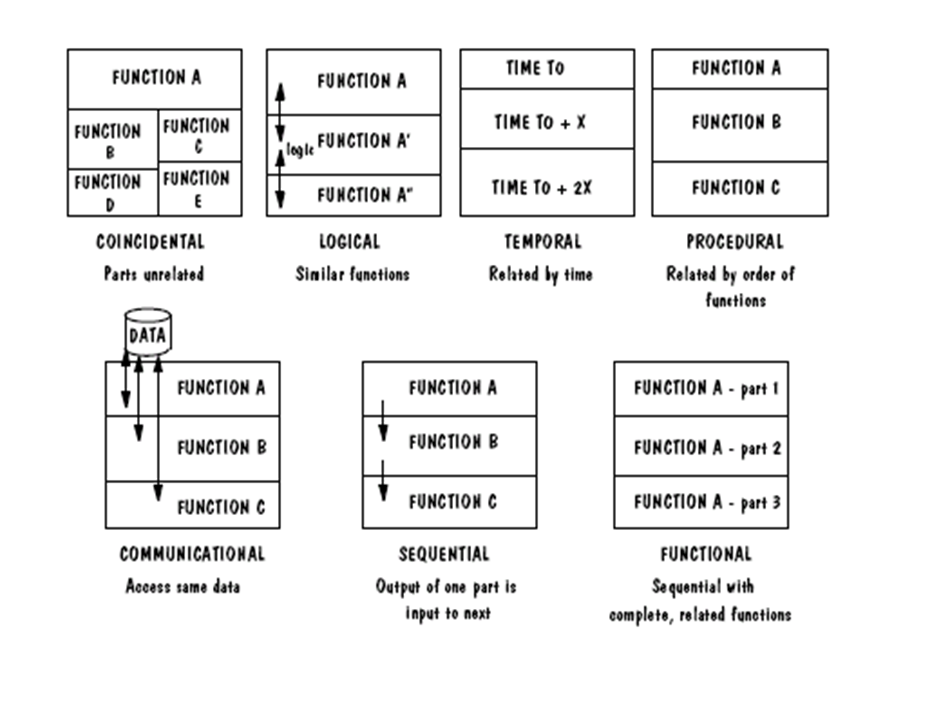 FUNCTION A
FUNCTION
B
FUNCTION
C
FUNCTION
D
FUNCTION
E
COINCIDENTAL
Parts unrelated
FUNCTION A
logic
FUNCTION A'
FUNCTION A"
LOGICAL
Similar functions
TIME TO
TIME TO + X
TIME TO + 2X
TEMPORAL
Related by time
FUNCTION A
FUNCTION B
FUNCTION C
PROCEDURAL
Related by order of
functions
DATA
FUNCTION A
FUNCTION B
FUNCTION C
COMMUNICATIONAL
Access same data
FUNCTION A
FUNCTION B
FUNCTION C
SEQUENTIAL
Output of one part is
input to next
FUNCTION A - part 1
FUNCTION A - part 2
FUNCTION A - part 3
FUNCTIONAL
Sequential with
complete, related functions